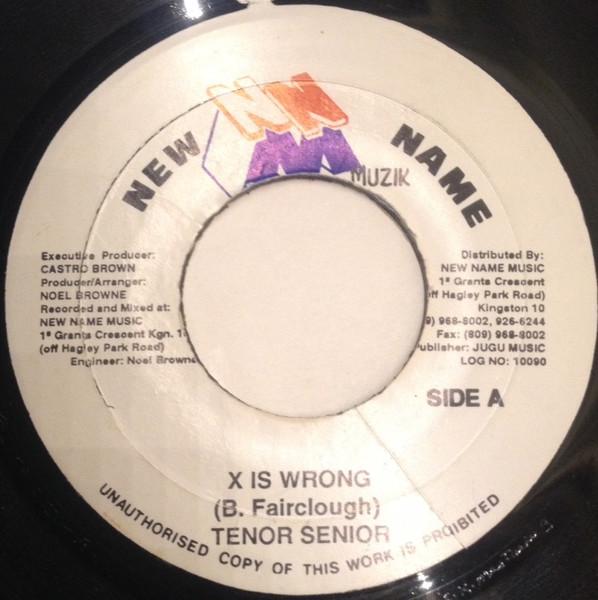 NEW NAME
NN
MUZIK
Executive Producer:
CASTRO BROWN
Producer/Arranger:
NOEL BROWNE
Recorded and Mixed at:
NEW NAME MUSIC
1ª Grants Crescent Kgn.
(off Hagley Park Road)
Engineer: Noel Browne
Distributed By:
NEW NAME MUSIC
1ª Grants Crescent
off Hagley Park Road)
Kingston 10
9) 968-8002, 926-6244
Fax: (809) 968-8002
ublisher: JUGU MUSIC
LOG NO: 10090
SIDE A
X IS WRONG
(B. Fairclough)
TENOR SENIOR
UNAUTHORISED COPY OF THIS WORK IS PROIBITED